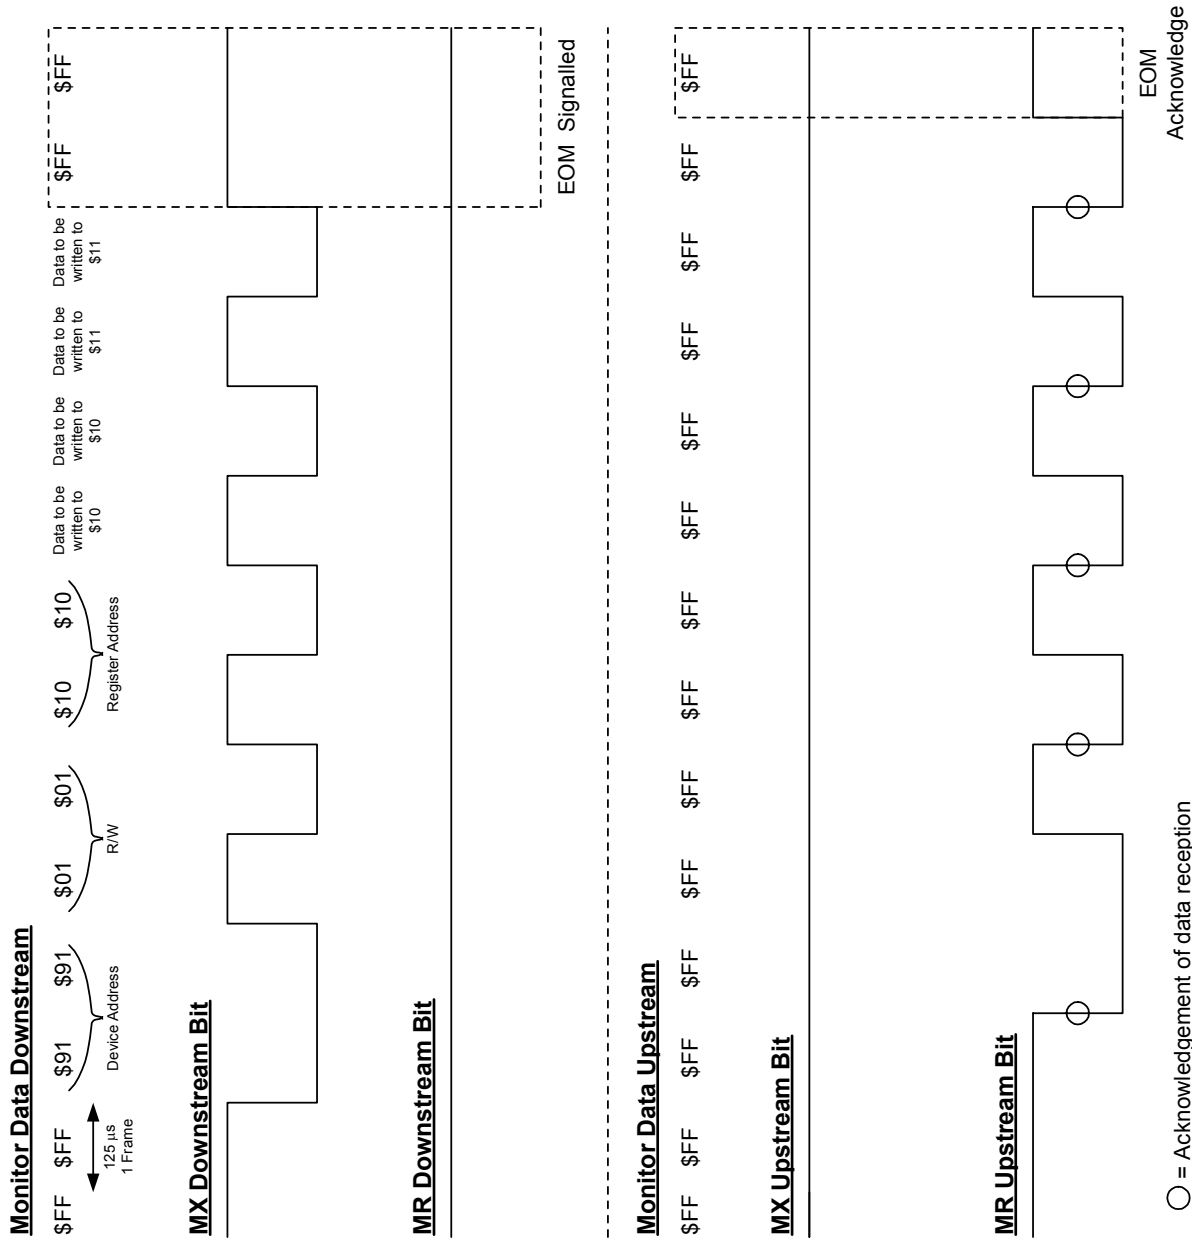 Monitor Data Downstream
$FF $FF $91 $91 $01 $01 $10 $10 Data to be written to $10 Data to be written to $10 Data to be written to $11 Data to be written to $11 $FF $FF
125 µs
1 Frame
Device Address
R/W
Register Address
MX Downstream Bit
MR Downstream Bit
EOM Signalled
Monitor Data Upstream
$FF $FF $FF $FF $FF $FF $FF $FF $FF $FF $FF $FF $FF $FF
MX Upstream Bit
MR Upstream Bit
EOM
Acknowledge
= Acknowledgement of data reception